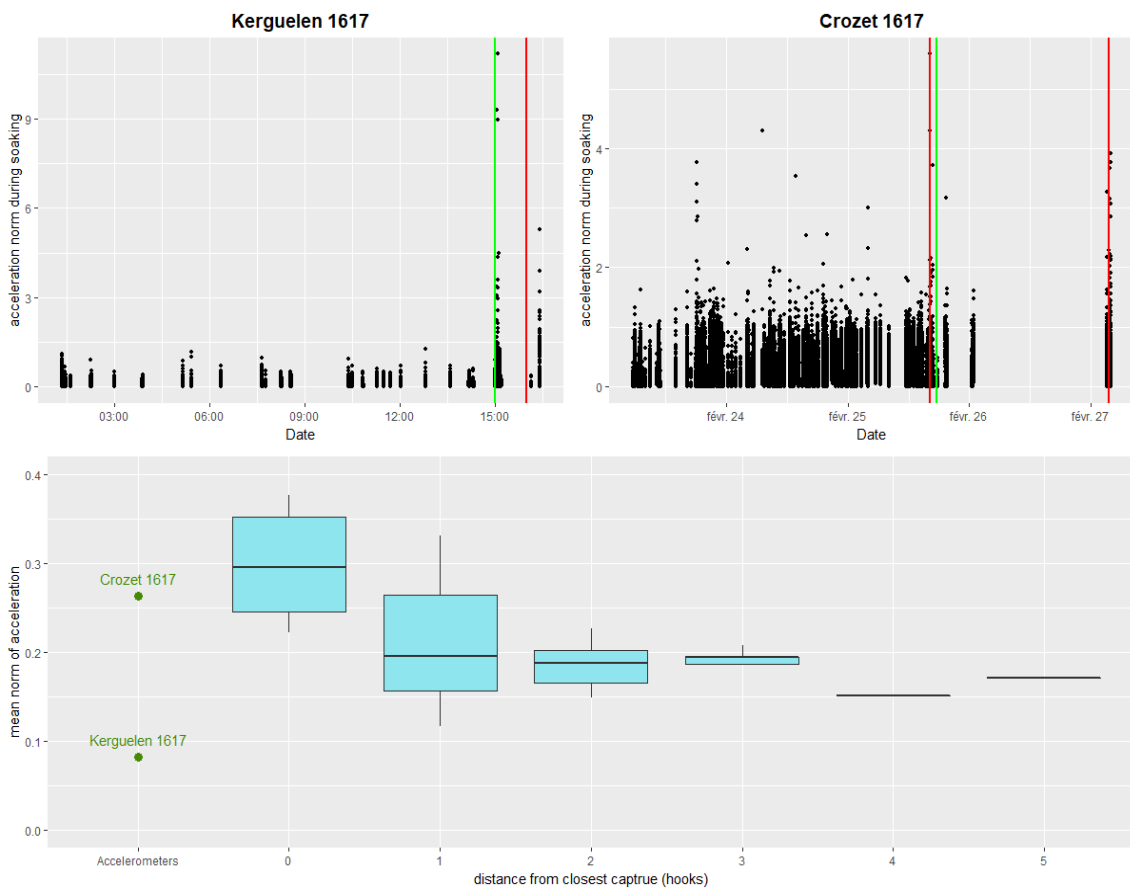 Kerguelen 1617
Crozet 1617
acceleration norm during soaking
9
6
3
0
03:00 06:00 09:00 12:00 15:00
Date
acceleration norm during soaking
4
2
0
févr. 24 févr. 25 févr. 26 févr. 27
Date
mean norm of acceleration
0.4
0.3
0.2
0.1
0.0
Crozet 1617
Kerguelen 1617
Accelerometers 0 1 2 3 4 5
distance from closest captrue (hooks)